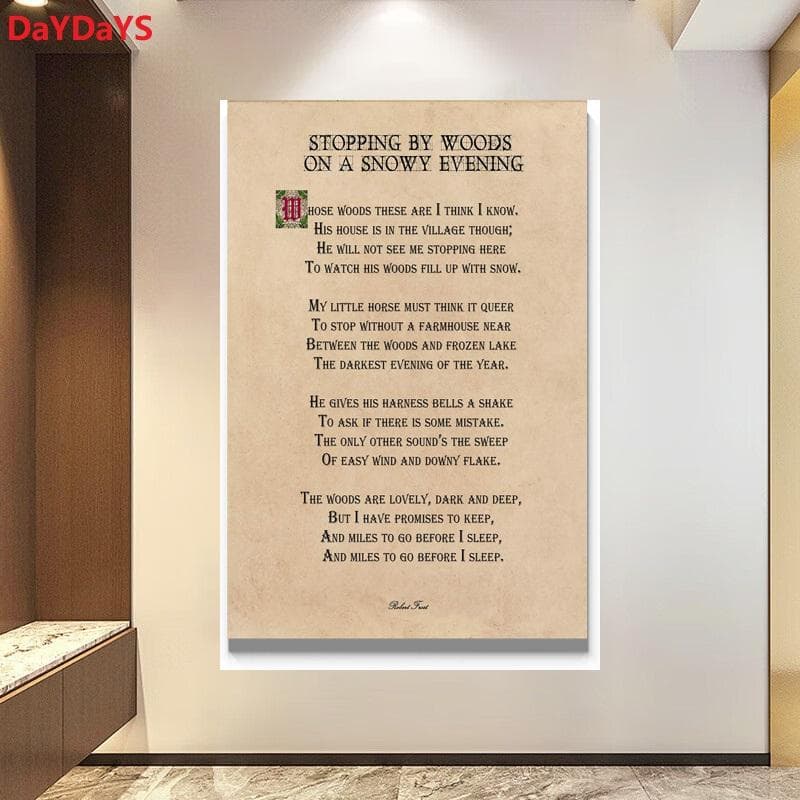 DaYDaYS
STOPPING BY WOODS
ON A SNOWY EVENING
WHOSE WOODS THESE ARE I THINK I KNOW.
HIS HOUSE IS IN THE VILLAGE THOUGH;
HE WILL NOT SEE ME STOPPING HERE
TO WATCH HIS WOODS FILL UP WITH SNOW.
MY LITTLE HORSE MUST THINK IT QUEER
TO STOP WITHOUT A FARMHOUSE NEAR
BETWEEN THE WOODS AND FROZEN LAKE
THE DARKEST EVENING OF THE YEAR.
HE GIVES HIS HARNESS BELLS A SHAKE
TO ASK IF THERE IS SOME MISTAKE.
THE ONLY OTHER SOUND'S THE SWEEP
OF EASY WIND AND DOWNY FLAKE.
THE WOODS ARE LOVELY, DARK AND DEEP,
BUT I HAVE PROMISES TO KEEP,
AND MILES TO GO BEFORE I SLEEP,
AND MILES TO GO BEFORE I SLEEP.
Robert Frost